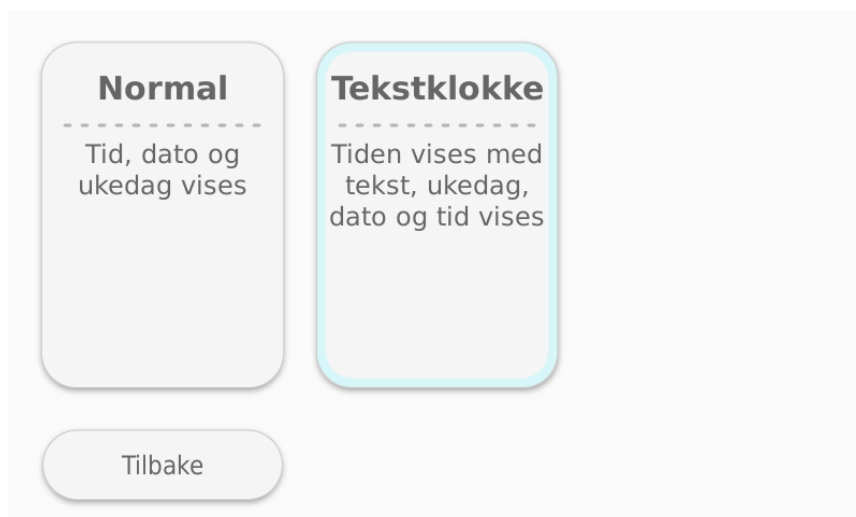 Normal
Tid, dato og
ukedag vises
Tekstklokke
Tiden vises med
tekst, ukedag,
dato og tid vises
Tilbake